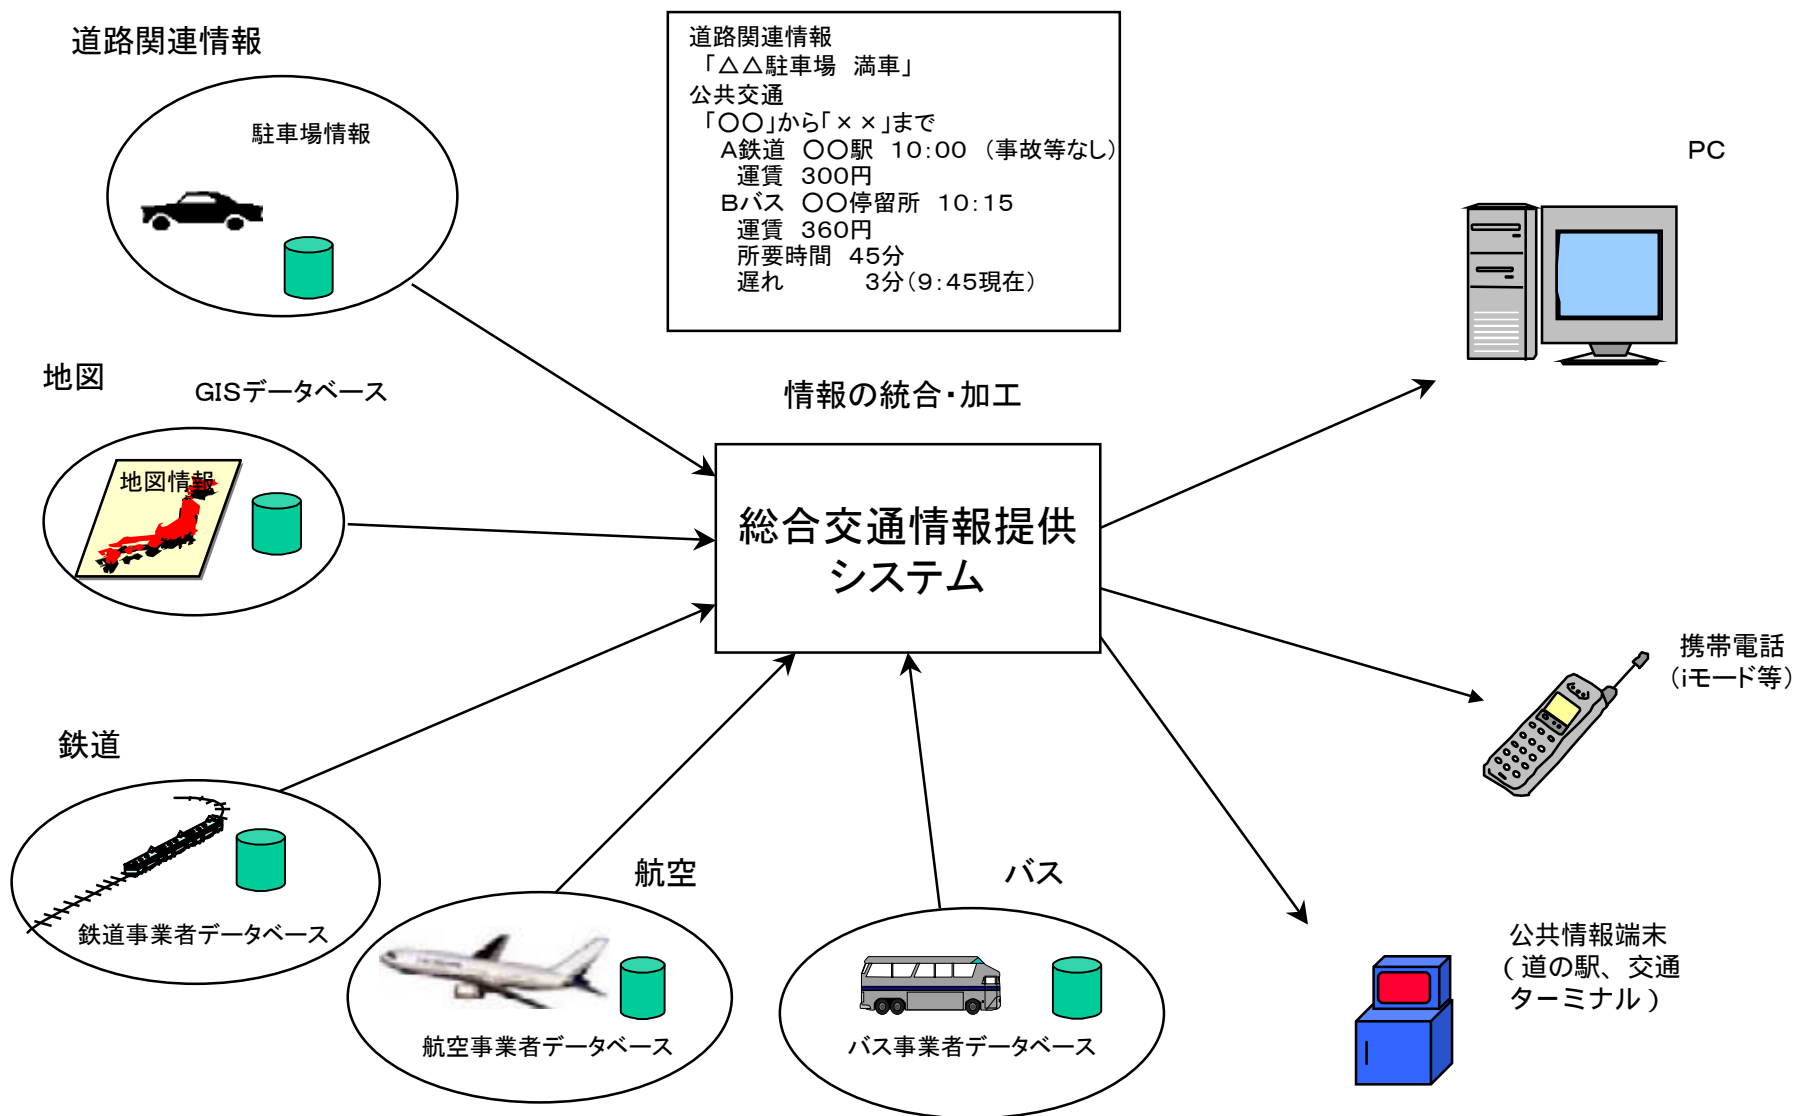 道路関連情報
駐車場情報
道路関連情報
「△△駐車場　満車」
公共交通
「○○」から「××」まで
A鉄道　○○駅　10:00　(事故等なし)
運賃　300円
Bバス　○○停留所　10:15
運賃　360円
所要時間　45分
遅れ　　　3分(9:45現在)
PC
地図
GISデータベース
地図情報
情報の統合・加工
総合交通情報提供
システム
携帯電話
(iモード等)
鉄道
鉄道事業者データベース
航空
航空事業者データベース
バス
バス事業者データベース
公共情報端末
(道の駅、交通
ターミナル)